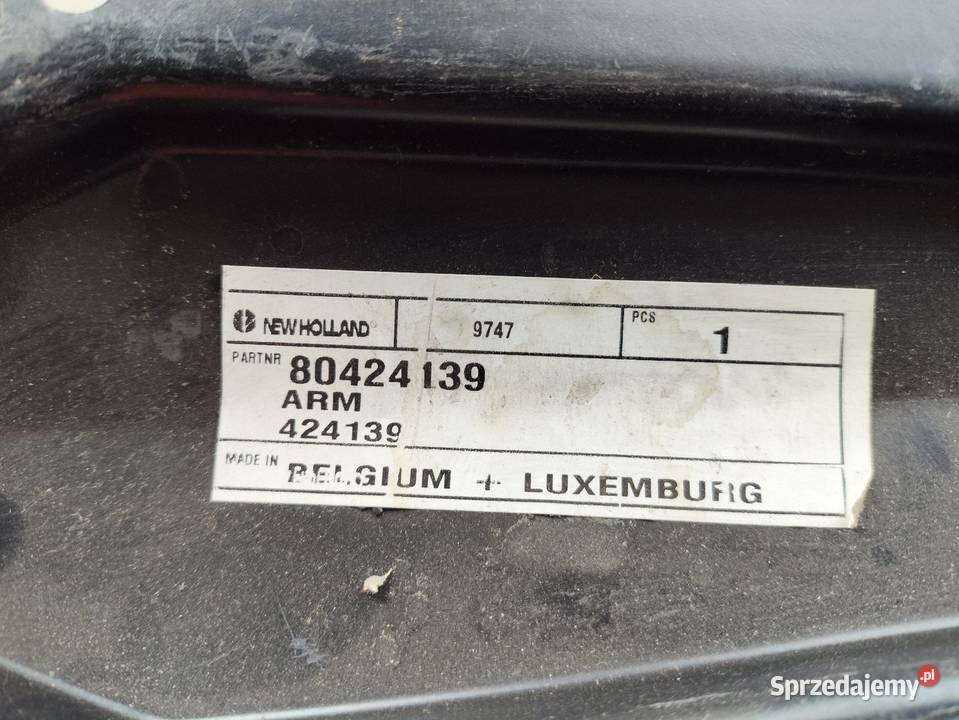 NEW HOLLAND 9747 PCS 1
PARTNR 80424139
ARM
424139
MADE IN BELGIUM + LUXEMBURG
Sprzedajemy.pl